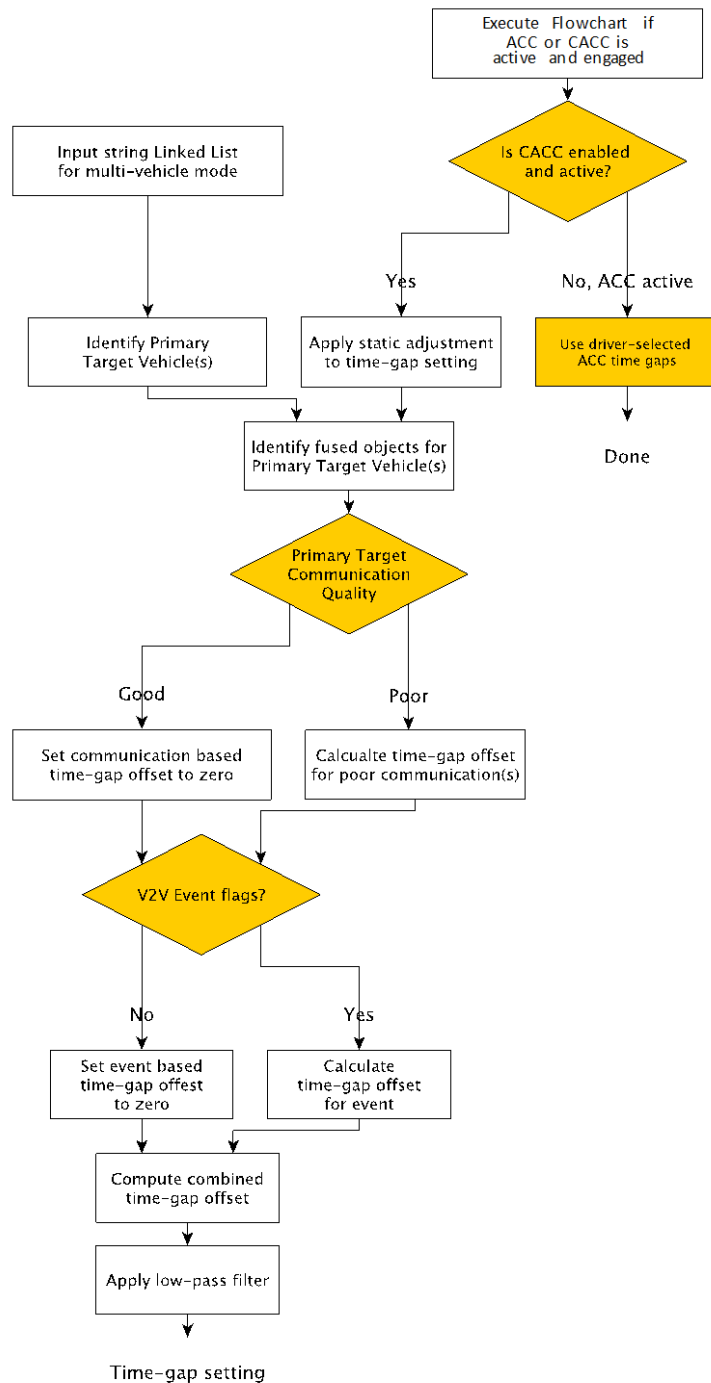 Execute Flowchart if
ACC or CACC is
active and engaged
Is CACC enabled
and active?
Input string Linked List
for multi-vehicle mode
Yes
No, ACC active
Identify Primary
Target Vehicle(s)
Apply static adjustment
to time-gap setting
Use driver-selected
ACC time gaps
Done
Identify fused objects for
Primary Target Vehicle(s)
Primary Target
Communication
Quality
Good
Poor
Set communication based
time-gap offset to zero
Calcualte time-gap offset
for poor communication(s)
V2V Event flags?
No
Yes
Set event based
time-gap offest
to zero
Calculate
time-gap offset
for event
Compute combined
time-gap offset
Apply low-pass filter
Time-gap setting